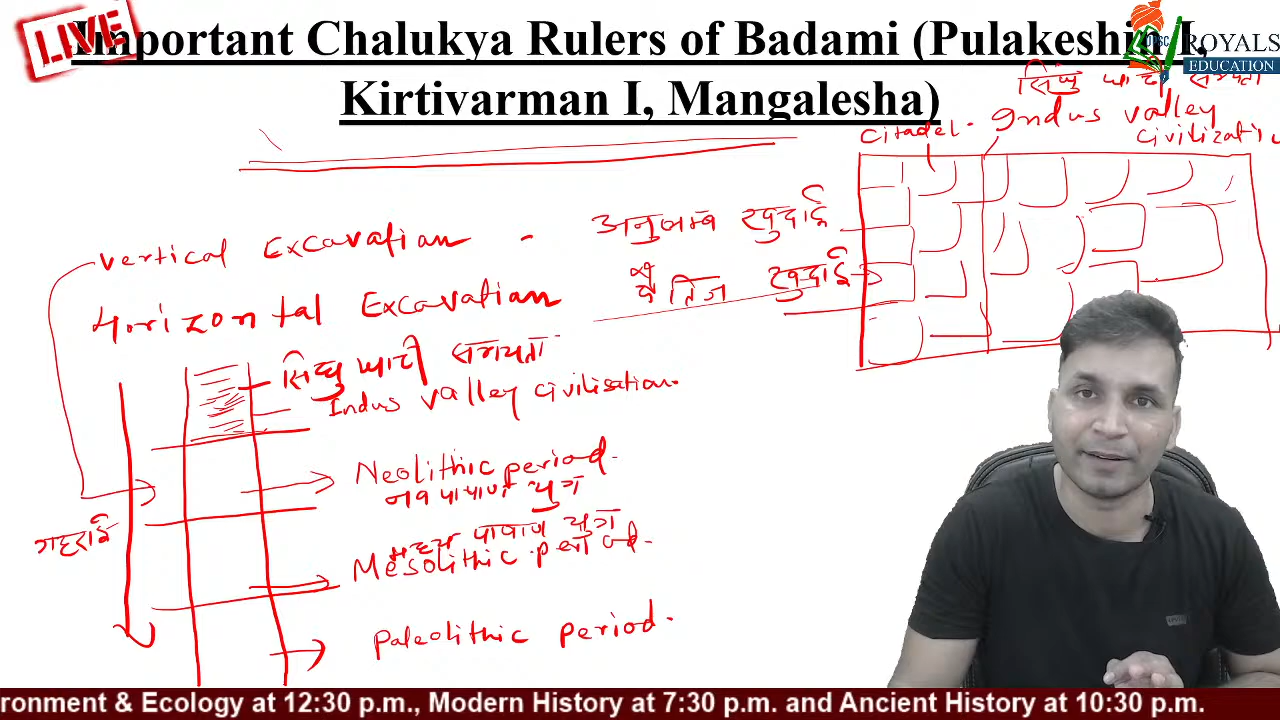 LIVE
Important Chalukya Rulers of Badami (Pulakeshin I,
Kirtivarman I, Mangalesha)
ROYALS
EDUCATION
सिंधु घाटी सभ्यता
Indus valley
civilization
Citadel.
Vertical Excavation - अनुलम्ब खुदाई
Horizontal Excavation क्षैतिज खुदाई
सिंधु घाटी सभ्यता
Indus valley civilisation.
Neolithic period.
नव पाषाण युग
मध्य पाषाण युग
Mesolithic period.
गहराई
Paleolithic period.
ronment & Ecology at 12:30 p.m., Modern History at 7:30 p.m. and Ancient History at 10:30 p.m.